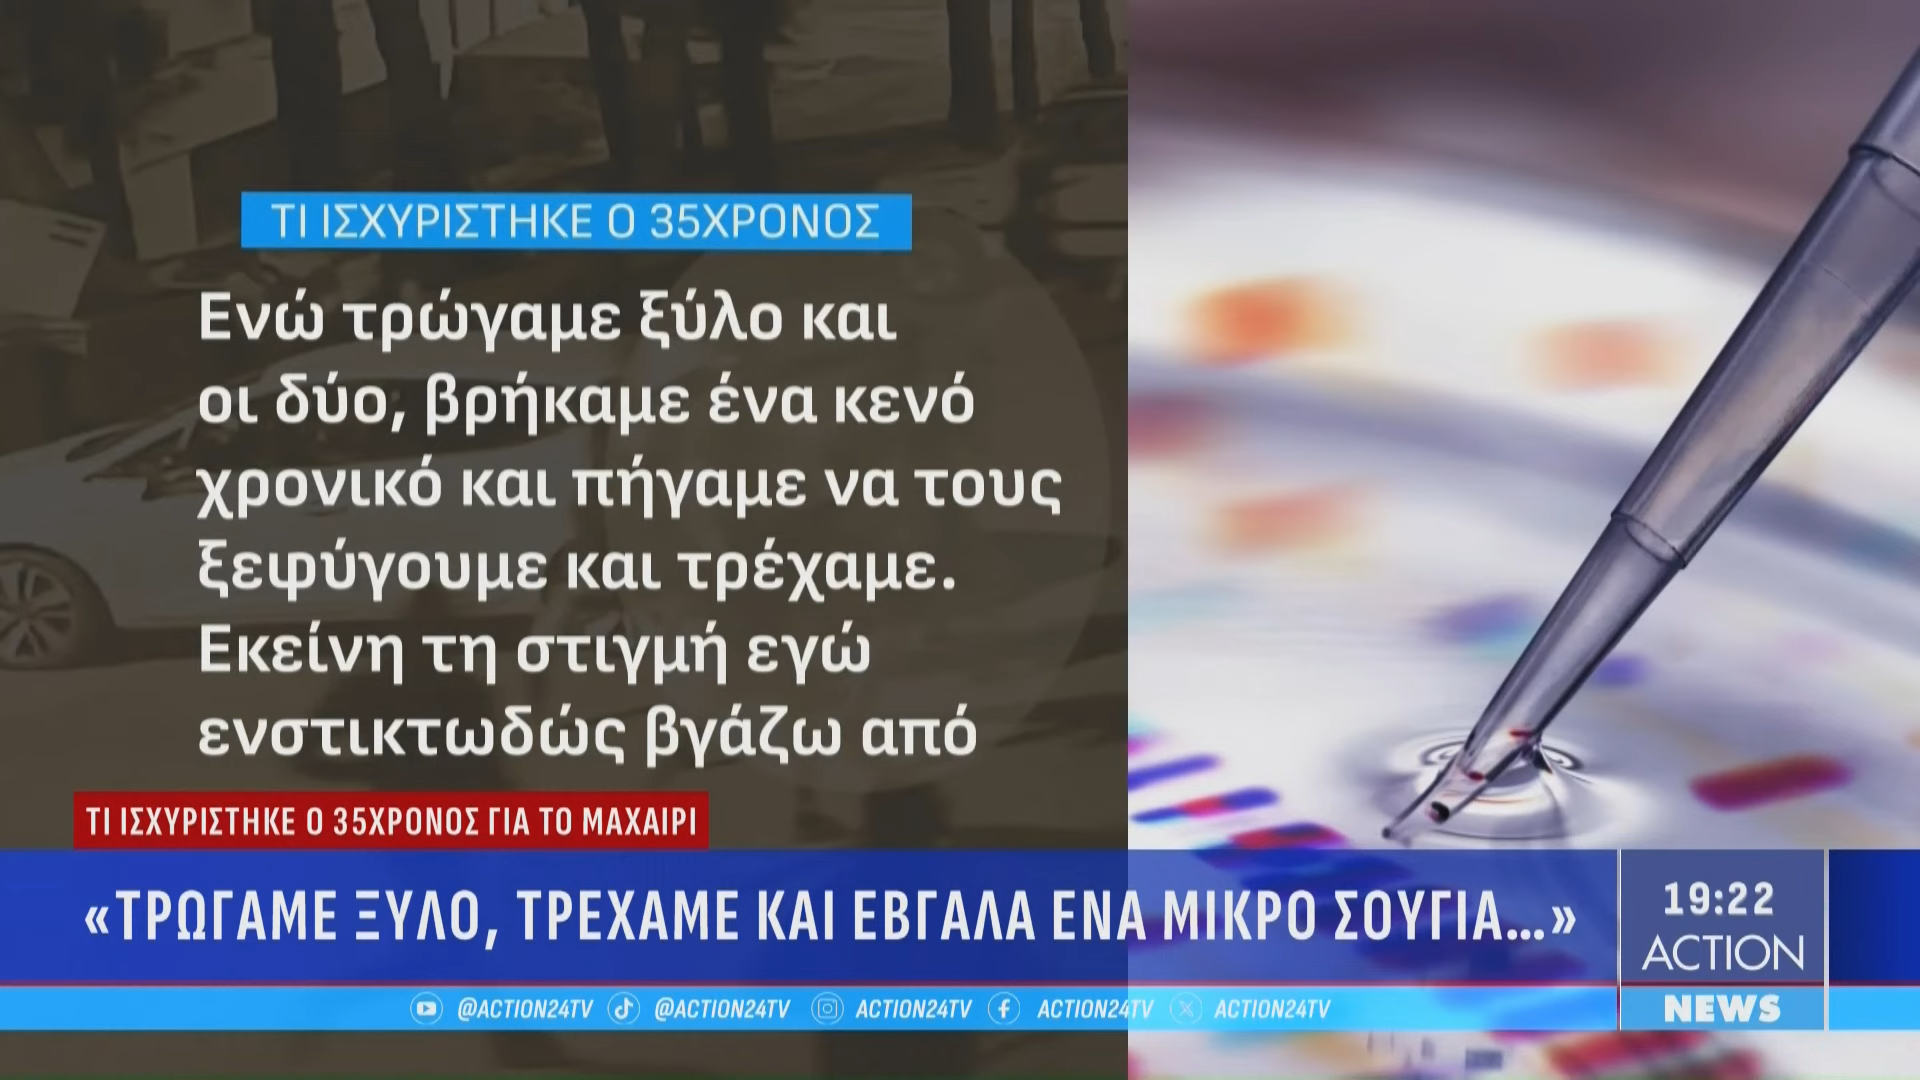 ΤΙ ΙΣΧΥΡΙΣΤΗΚΕ Ο 35ΧΡΟΝΟΣ
Ενώ τρώγαμε ξύλο και
οι δύο, βρήκαμε ένα κενό
χρονικό και πήγαμε να τους
ξεφύγουμε και τρέχαμε.
Εκείνη τη στιγμή εγώ
ενστικτωδώς βγάζω από
ΤΙ ΙΣΧΥΡΙΣΤΗΚΕ Ο 35ΧΡΟΝΟΣ ΓΙΑ ΤΟ ΜΑΧΑΙΡΙ
«ΤΡΩΓΑΜΕ ΞΥΛΟ, ΤΡΕΧΑΜΕ ΚΑΙ ΕΒΓΑΛΑ ΕΝΑ ΜΙΚΡΟ ΣΟΥΓΙΑ...»
19:22
ACTION
NEWS
@ACTION24TV @ACTION24TV ACTION24TV ACTION24TV ACTION24TV